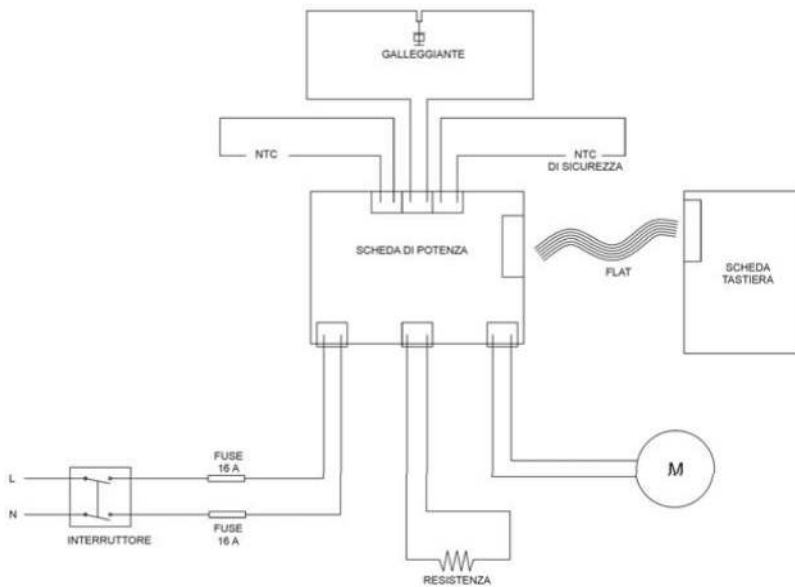 GALLEGGIANTE
NTC
NTC
DI SICUREZZA
SCHEDA DI POTENZA
FLAT
SCHEDA
TASTIERA
FUSE
16 A
L
M
N
INTERRUTTORE
FUSE
16 A
RESISTENZA